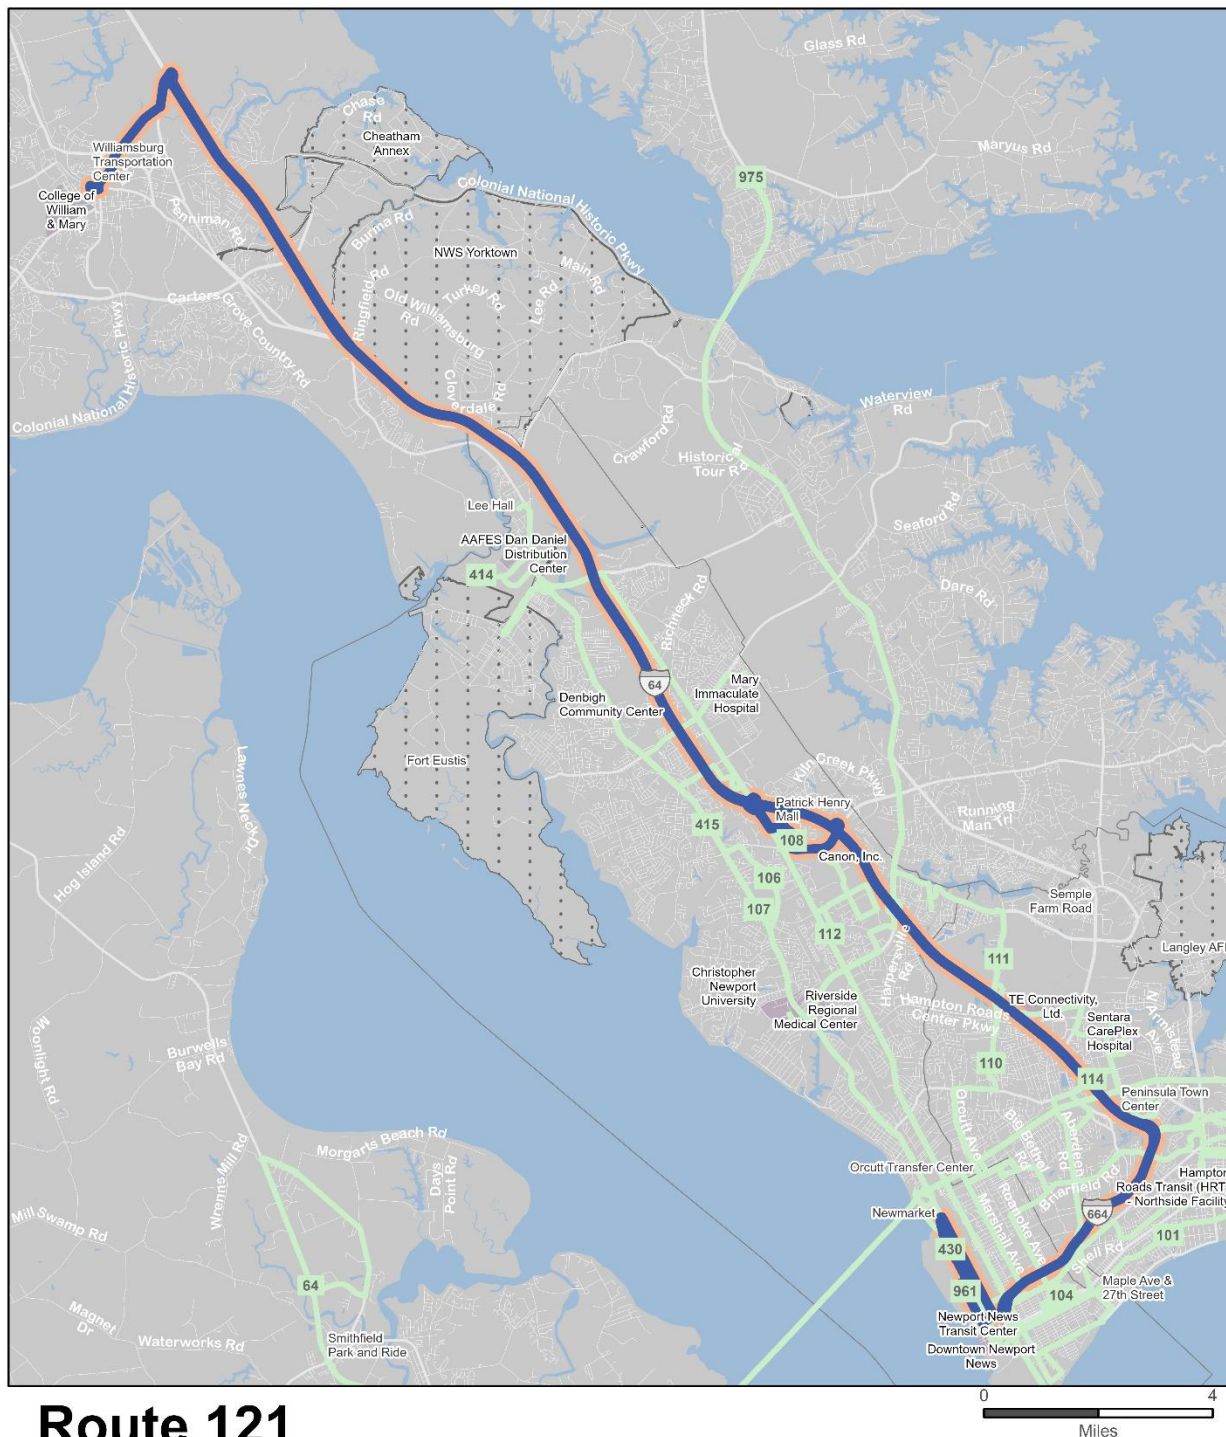 Glass Rd
Chase
Rd
Cheatham
Annex
Maryus Rd
Williamsburg
Transportation
Center
975
College of
William
& Mary
Colonial National Historic Pkwy
Penniman Rd
Burma Rd
NWS Yorktown
Main Rd
Ringfield Rd
Turkey Rd
Lee Rd
Old Williamsburg
Rd
Carters Grove Country Rd
Colonial National Historic Pkwy
Cloverdale Rd
Waterview
Rd
Crawford Rd
Historical
Tour Rd
Lee Hall
Seaford Rd
AAFES Dan Daniel
Distribution
Center
414
Dare Rd
Richneck Rd
64
Mary
Immaculate
Hospital
Denbigh
Community Center
Fort Eustis
Lawnes Neck Dr
Kiln Creek Pkwy
Patrick Henry
Mall
Running
Man Trl
415
108
Canon, Inc.
Hog Island Rd
106
107
Semple
Farm Road
112
Langley AF
111
Harpersville
Rd
Christopher
Newport
University
Riverside
Regional
Medical Center
Hampton Roads
Center Pkwy
TE Connectivity,
Ltd.
Sentara
CarePlex
Hospital
N Armistead
Ave
Moonlight Rd
Burwells
Bay Rd
110
114
Peninsula Town
Center
Orcutt Ave
Big Bethel
Rd
Aberdeen
Rd
Morgarts Beach Rd
Wrenns Mill Rd
Days
Point Rd
Orcutt Transfer Center
Briarfield Rd
Hampton
Roads Transit (HRT
- Northside Facility
Newmarket
Marshall Ave
Roanoke Ave
664
Mill Swamp Rd
430
Shell Rd
101
64
961
104
Maple Ave &
27th Street
Magnet
Dr
Waterworks Rd
Smithfield
Park and Ride
Newport News
Transit Center
Downtown Newport
News
0 4
Miles
Route 121